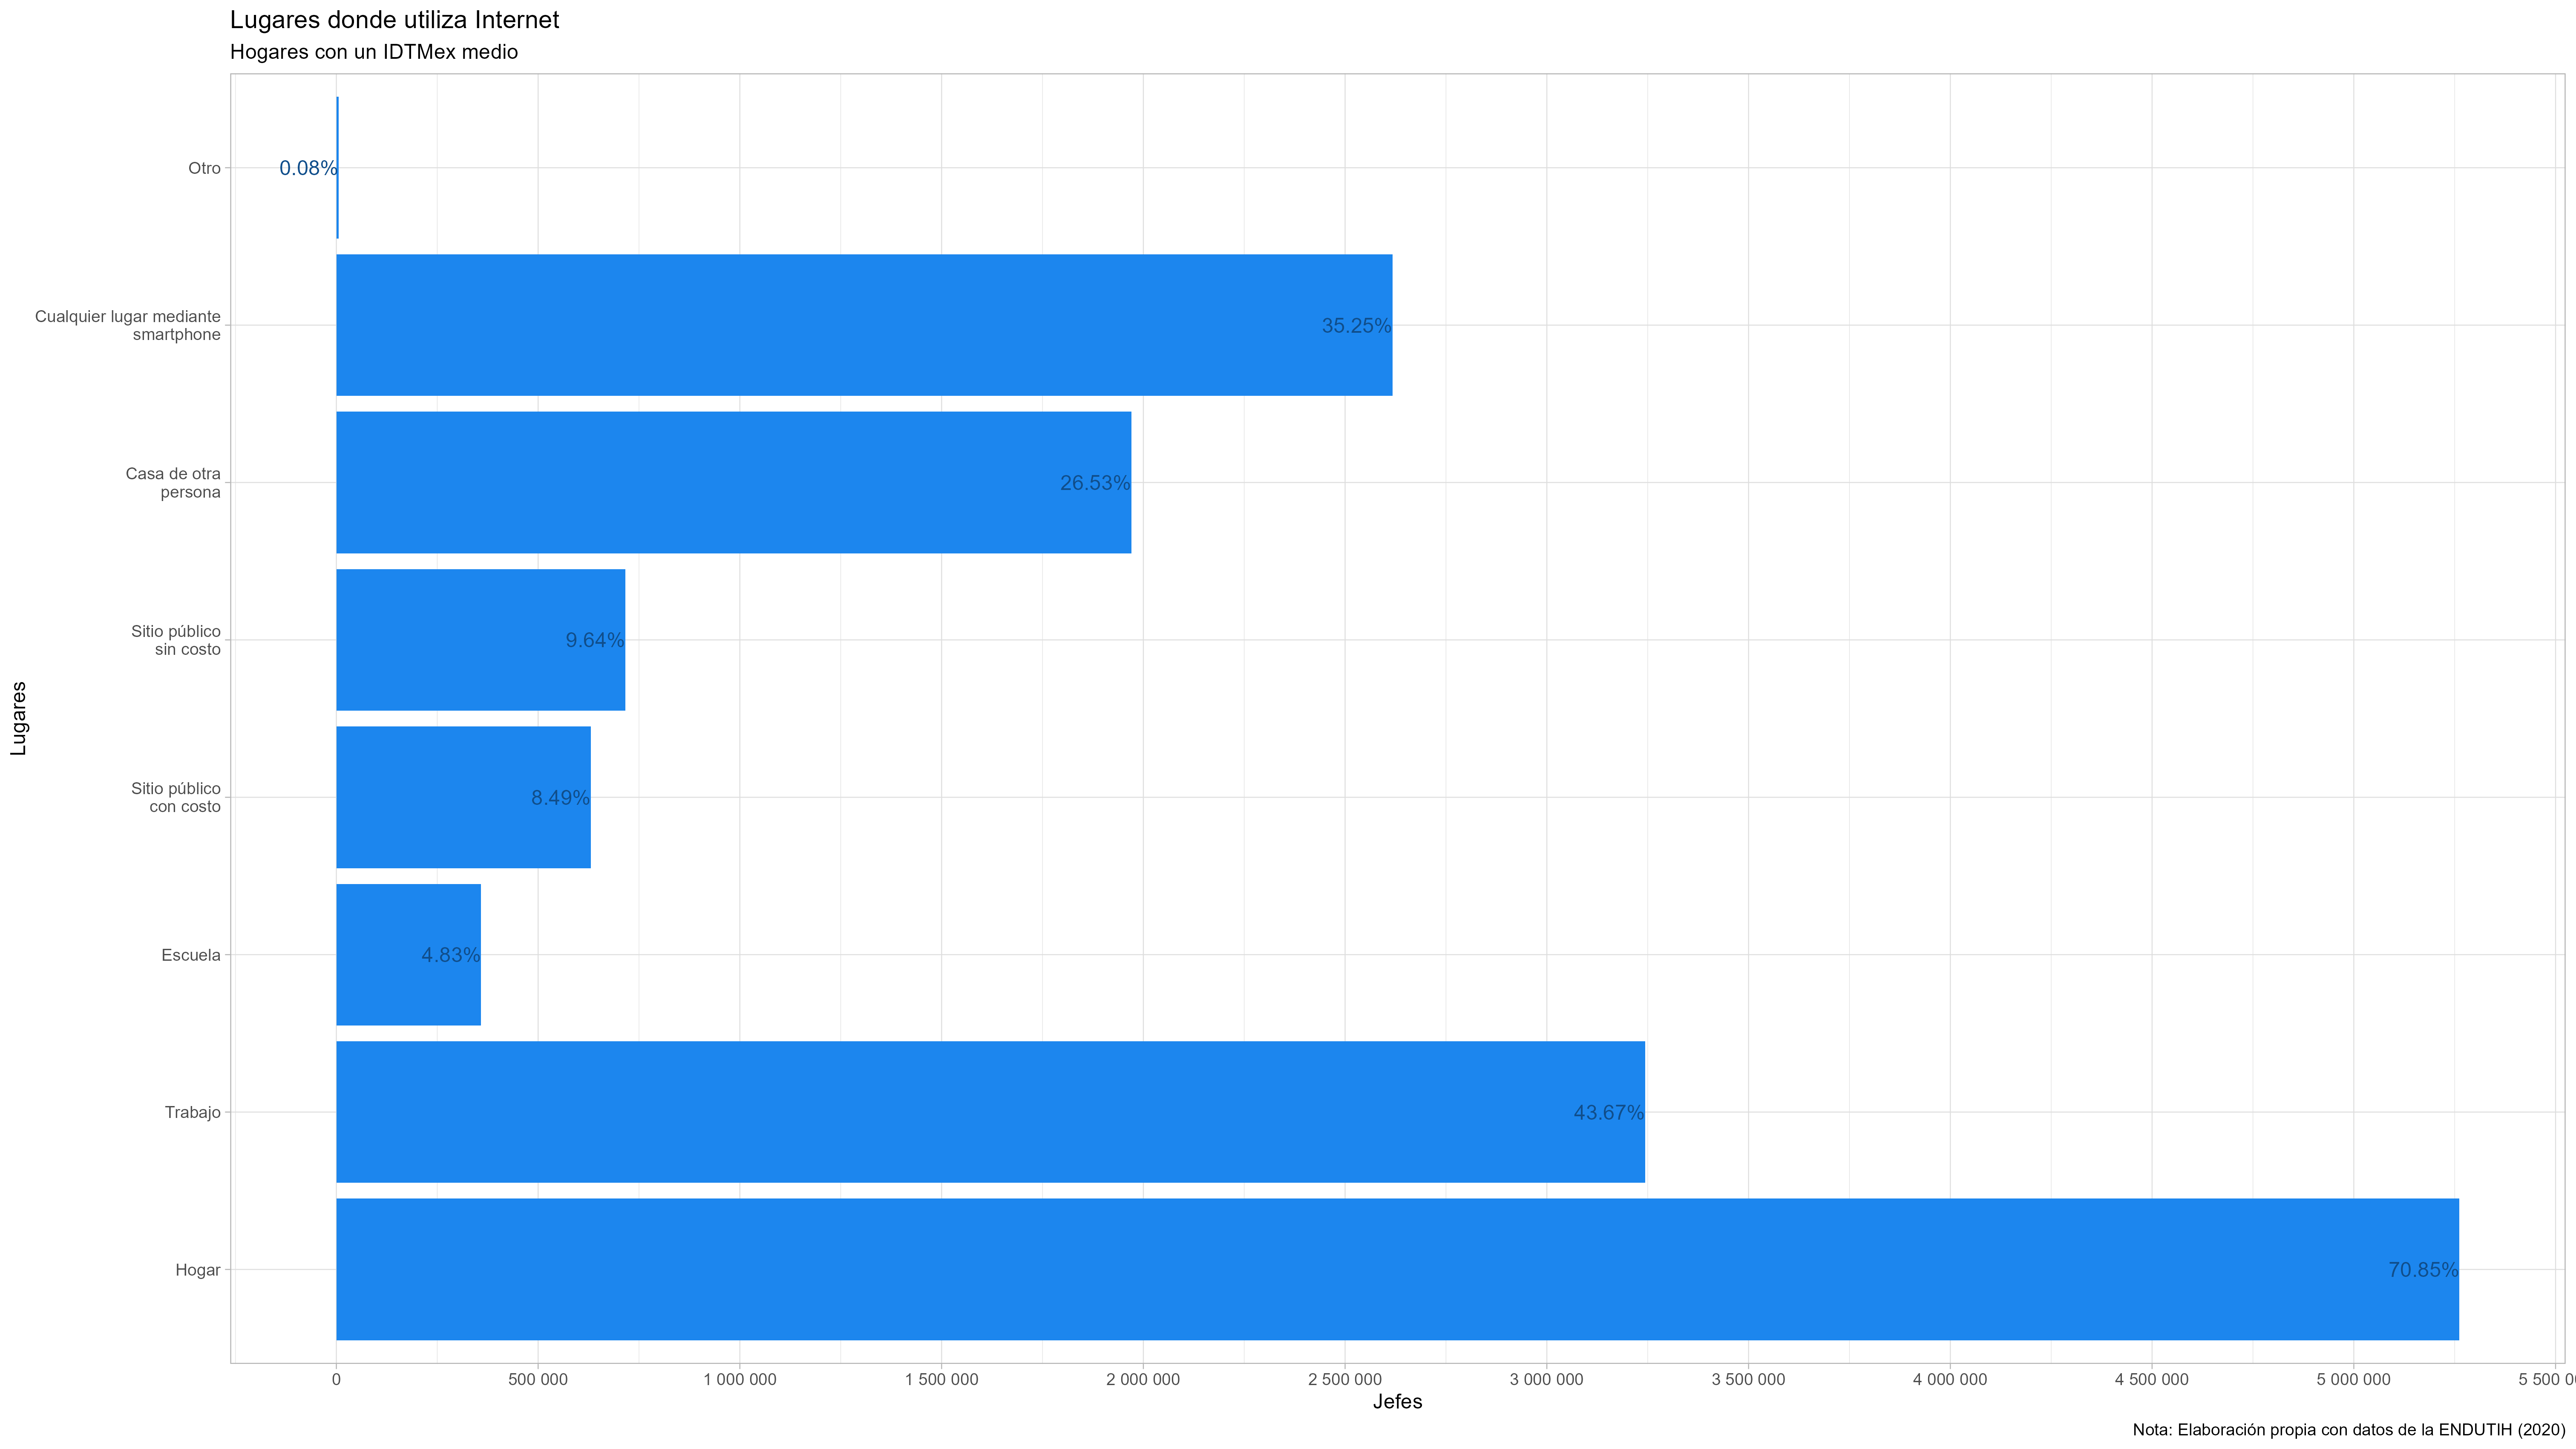 Lugares donde utiliza Internet
Hogares con un IDTMex medio
Lugares
Otro
0.08%
Cualquier lugar mediante
smartphone
35.25%
Casa de otra
persona
26.53%
Sitio público
sin costo
9.64%
Sitio público
con costo
8.49%
Escuela
4.83%
Trabajo
43.67%
Hogar
70.85%
0 500 000 1 000 000 1 500 000 2 000 000 2 500 000 3 000 000 3 500 000 4 000 000 4 500 000 5 000 000 5 500 0
Jefes
Nota: Elaboración propia con datos de la ENDUTIH (2020)